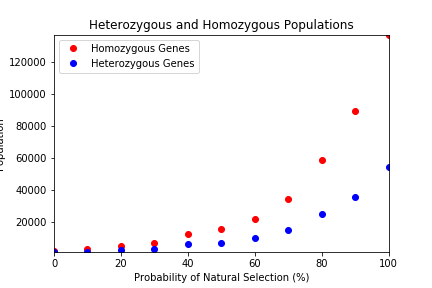 Heterozygous and Homozygous Populations
Homozygous Genes
Heterozygous Genes
120000
100000
80000
60000
40000
20000
0 20 40 60 80 100
Probability of Natural Selection (%)